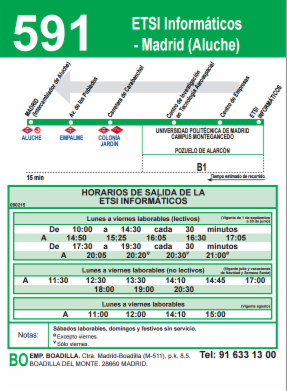 591
ETSI Informáticos
- Madrid (Aluche)
MADRID
(Intercambiador de Aluche)
Av. de los Poblados
Carretera de Carabanchel
Centro de Investigación
en Tecnología Aeroespacial
Centro de Empresas
ETSI
INFORMÁTICOS
ALUCHE
EMPALME
COLONIA
JARDÍN
UNIVERSIDAD POLITÉCNICA DE MADRID
CAMPUS MONTEGANCEDO
POZUELO DE ALARCÓN
B1
15 min
Tiempo estimado de recorrido
HORARIOS DE SALIDA DE LA
ETSI INFORMÁTICOS
Lunes a viernes laborables (lectivos)
(Vigente de 1 de septiembre
a 20 de junio)
De 10:00 a 14:30 cada 30 minutos
A 14:50 15:25 16:05 16:30 17:05
De 17:30 a 19:30 cada 30 minutos
A 20:05 20:20º 20:30ᵛ 21:00º
Lunes a viernes laborables (no lectivos)
(Vigente julio y vacaciones
de Navidad y Semana Santa)
A 11:30 12:30 13:30 14:10 14:45 17:00
18:00 19:00 20:30
Lunes a viernes laborables
(Vigente agosto)
A 11:00 12:00 14:10 15:00
Notas:
Sábados laborables, domingos y festivos sin servicio.
º Excepto viernes.
ᵛ Sólo viernes.
BO
EMP. BOADILLA. Ctra. Madrid-Boadilla (M-511), p.k. 8,5.
BOADILLA DEL MONTE. 28660 MADRID.
Tel: 91 633 13 00